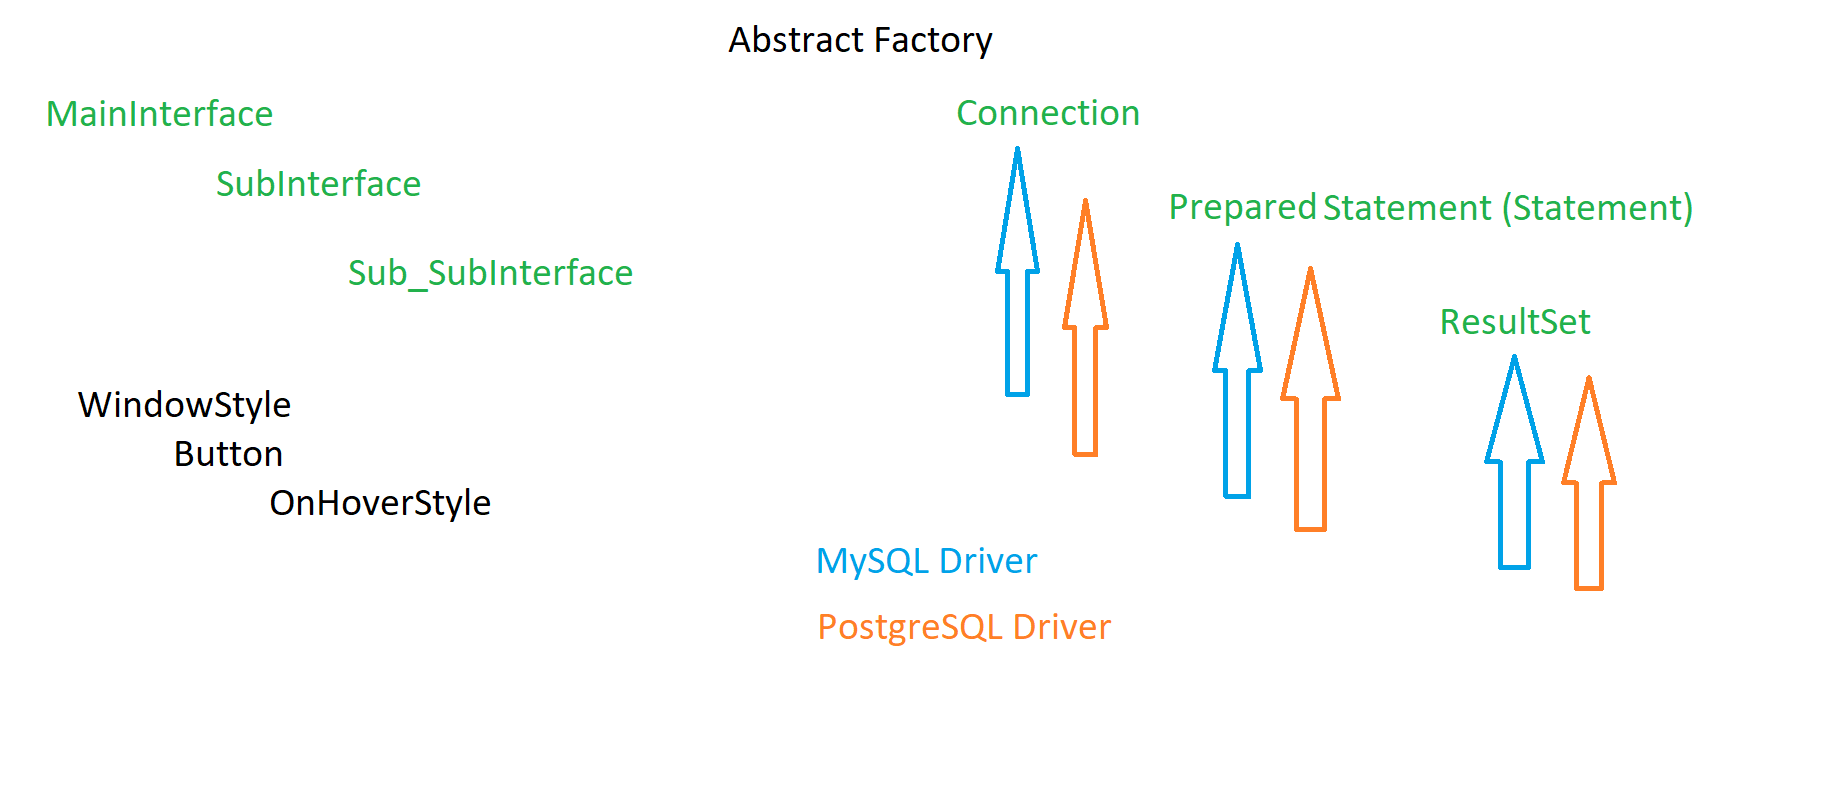 Abstract Factory
MainInterface
SubInterface
Sub_SubInterface
WindowStyle
Button
OnHoverStyle
Connection
Prepared Statement (Statement)
ResultSet
MySQL Driver
PostgreSQL Driver